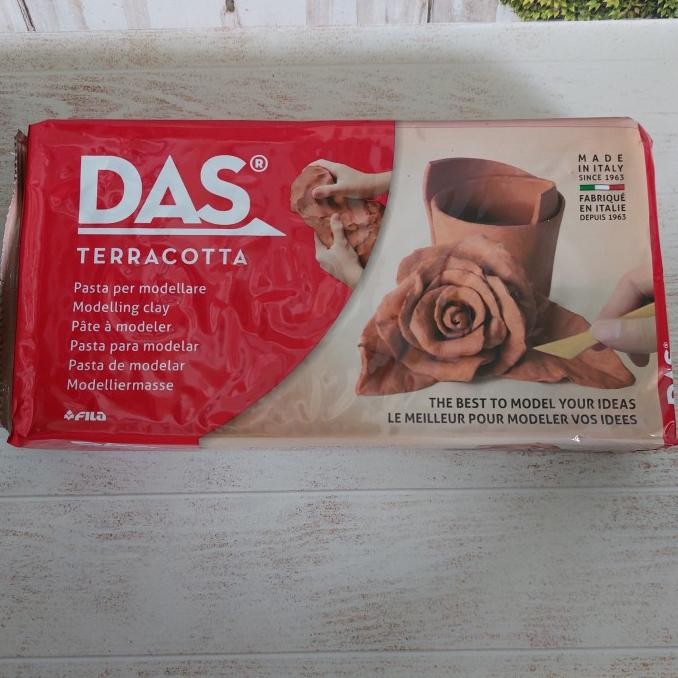 DAS®
TERRACOTTA
Pasta per modellare
Modelling clay
Pâte à modeler
Pasta para modelar
Pasta de modelar
Modelliermasse
FILA
MADE
IN ITALY
SINCE 1963
FABRIQUÉ
EN ITALIE
DEPUIS 1963
THE BEST TO MODEL YOUR IDEAS
LE MEILLEUR POUR MODELER VOS IDEES
DAS®